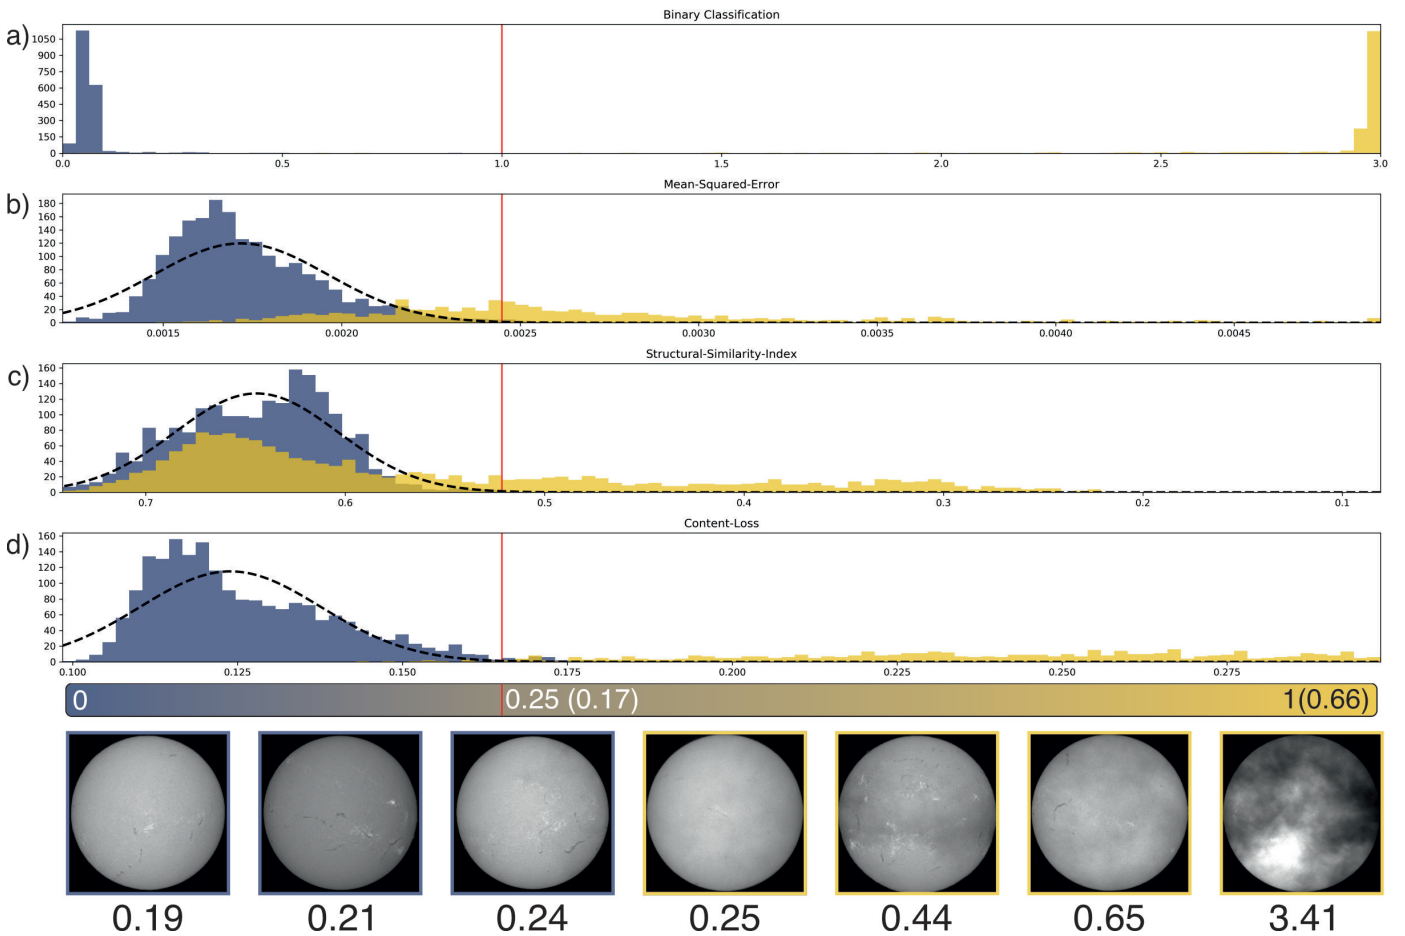 Binary Classification
a)
1050
900
750
600
450
300
150
0
0.0 0.5 1.0 1.5 2.0 2.5 3.0
Mean-Squared-Error
b)
180
160
140
120
100
80
60
40
20
0
0.0015 0.0020 0.0025 0.0030 0.0035 0.0040 0.0045
Structural-Similarity-Index
c)
160
140
120
100
80
60
40
20
0
0.7 0.6 0.5 0.4 0.3 0.2 0.1
Content-Loss
d)
160
140
120
100
80
60
40
20
0
0.100 0.125 0.150 0.175 0.200 0.225 0.250 0.275
0 0.25 (0.17) 1(0.66)
0.19 0.21 0.24 0.25 0.44 0.65 3.41